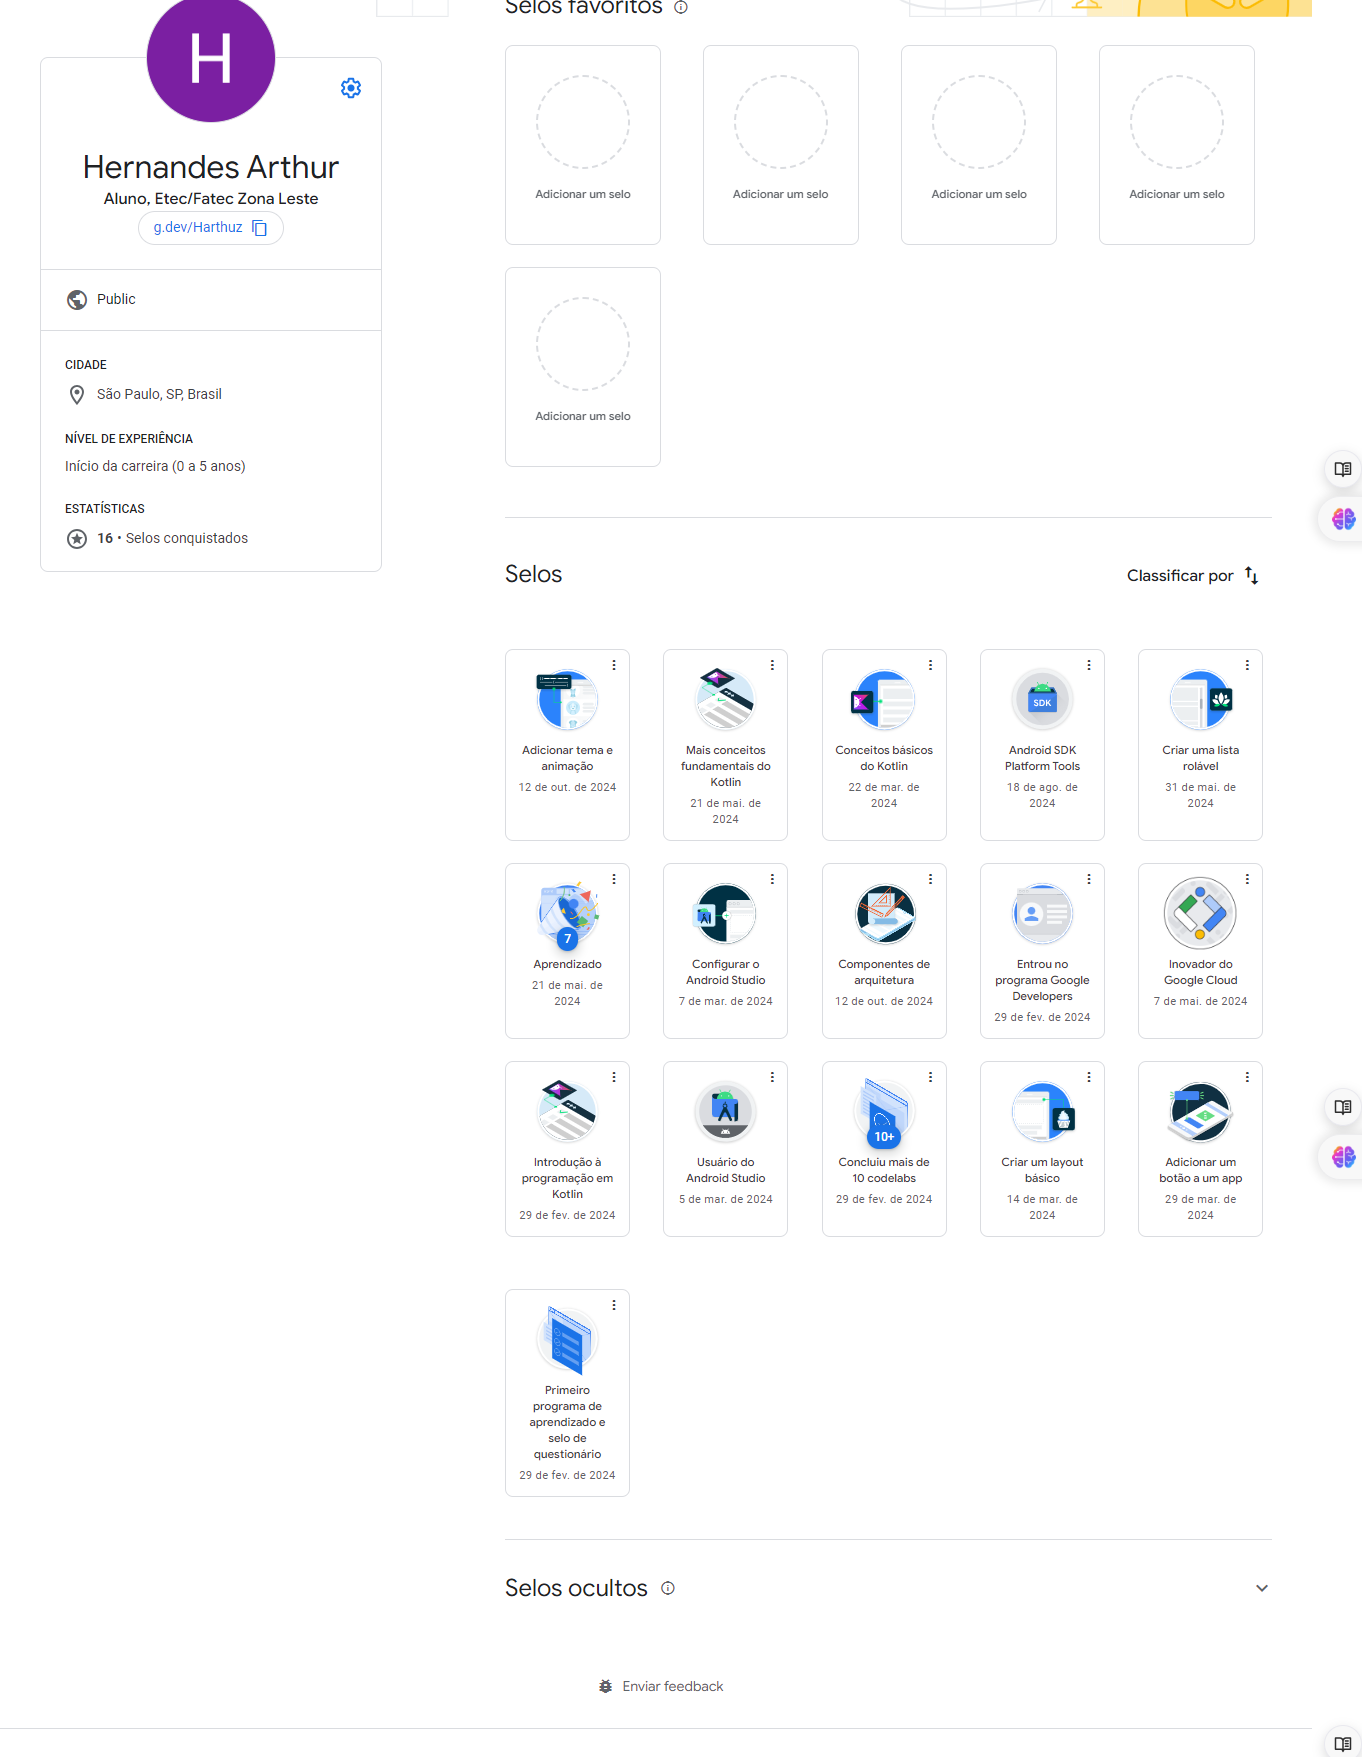 Selos favoritos
H
Hernandes Arthur
Aluno, Etec/Fatec Zona Leste
g.dev/Harthuz
Public
CIDADE
São Paulo, SP, Brasil
NÍVEL DE EXPERIÊNCIA
Início da carreira (0 a 5 anos)
ESTATÍSTICAS
16 • Selos conquistados
Adicionar um selo
Adicionar um selo
Adicionar um selo
Adicionar um selo
Adicionar um selo
Selos
Classificar por
Adicionar tema e
animação
12 de out. de 2024
Mais conceitos
fundamentais do
Kotlin
21 de mai. de
2024
Conceitos básicos
do Kotlin
22 de mar. de
2024
SDK
Android SDK
Platform Tools
18 de ago. de
2024
Criar uma lista
rolável
31 de mai. de
2024
7
Aprendizado
21 de mai. de
2024
Configurar o
Android Studio
7 de mar. de 2024
Componentes de
arquitetura
12 de out. de 2024
Entrou no
programa Google
Developers
29 de fev. de 2024
Inovador do
Google Cloud
7 de mai. de 2024
Introdução à
programação em
Kotlin
29 de fev. de 2024
Usuário do
Android Studio
5 de mar. de 2024
10+
Concluiu mais de
10 codelabs
29 de fev. de 2024
Criar um layout
básico
14 de mar. de
2024
Adicionar um
botão a um app
29 de mar. de
2024
Primeiro
programa de
aprendizado e
selo de
questionário
29 de fev. de 2024
Selos ocultos
Enviar feedback